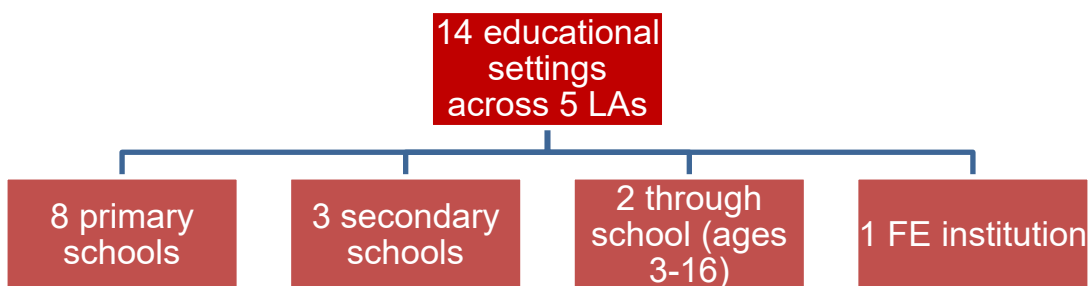 14 educational
settings
across 5 LAs
8 primary
schools
3 secondary
schools
2 through
school (ages
3-16)
1 FE institution